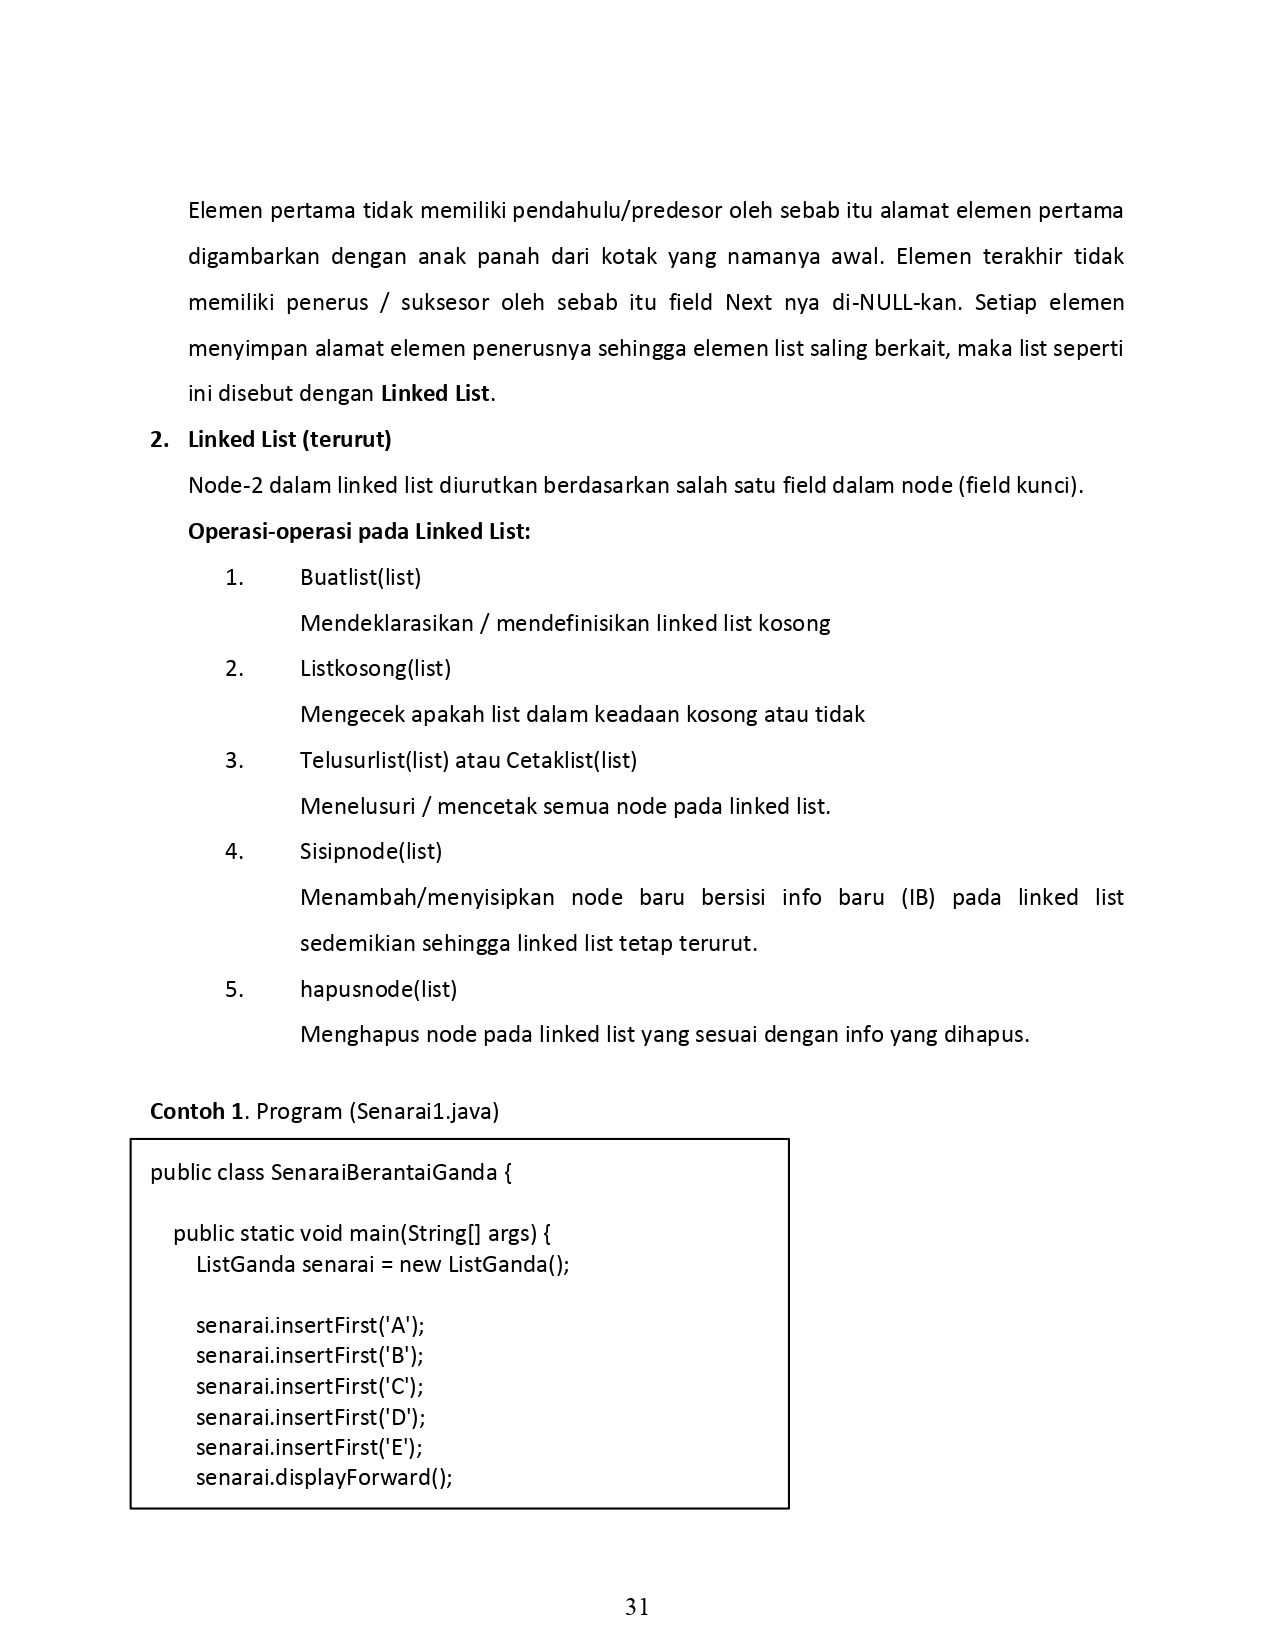 Elemen pertama tidak memiliki pendahulu/predesor oleh sebab itu alamat elemen pertama
digambarkan dengan anak panah dari kotak yang namanya awal. Elemen terakhir tidak
memiliki penerus / suksesor oleh sebab itu field Next nya di-NULL-kan. Setiap elemen
menyimpan alamat elemen penerusnya sehingga elemen list saling berkait, maka list seperti
ini disebut dengan Linked List.
2. Linked List (terurut)
Node-2 dalam linked list diurutkan berdasarkan salah satu field dalam node (field kunci).
Operasi-operasi pada Linked List:
1. Buatlist(list)
Mendeklarasikan / mendefinisikan linked list kosong
2. Listkosong(list)
Mengecek apakah list dalam keadaan kosong atau tidak
3. Telusurlist(list) atau Cetaklist(list)
Menelusuri / mencetak semua node pada linked list.
4. Sisipnode(list)
Menambah/menyisipkan node baru bersisi info baru (IB) pada linked list
sedemikian sehingga linked list tetap terurut.
5. hapusnode(list)
Menghapus node pada linked list yang sesuai dengan info yang dihapus.
Contoh 1. Program (Senarai1.java)
public class SenaraiBerantaiGanda {
public static void main(String[] args) {
ListGanda senarai = new ListGanda();
senarai.insertFirst('A');
senarai.insertFirst('B');
senarai.insertFirst('C');
senarai.insertFirst('D');
senarai.insertFirst('E');
senarai.displayForward();
31